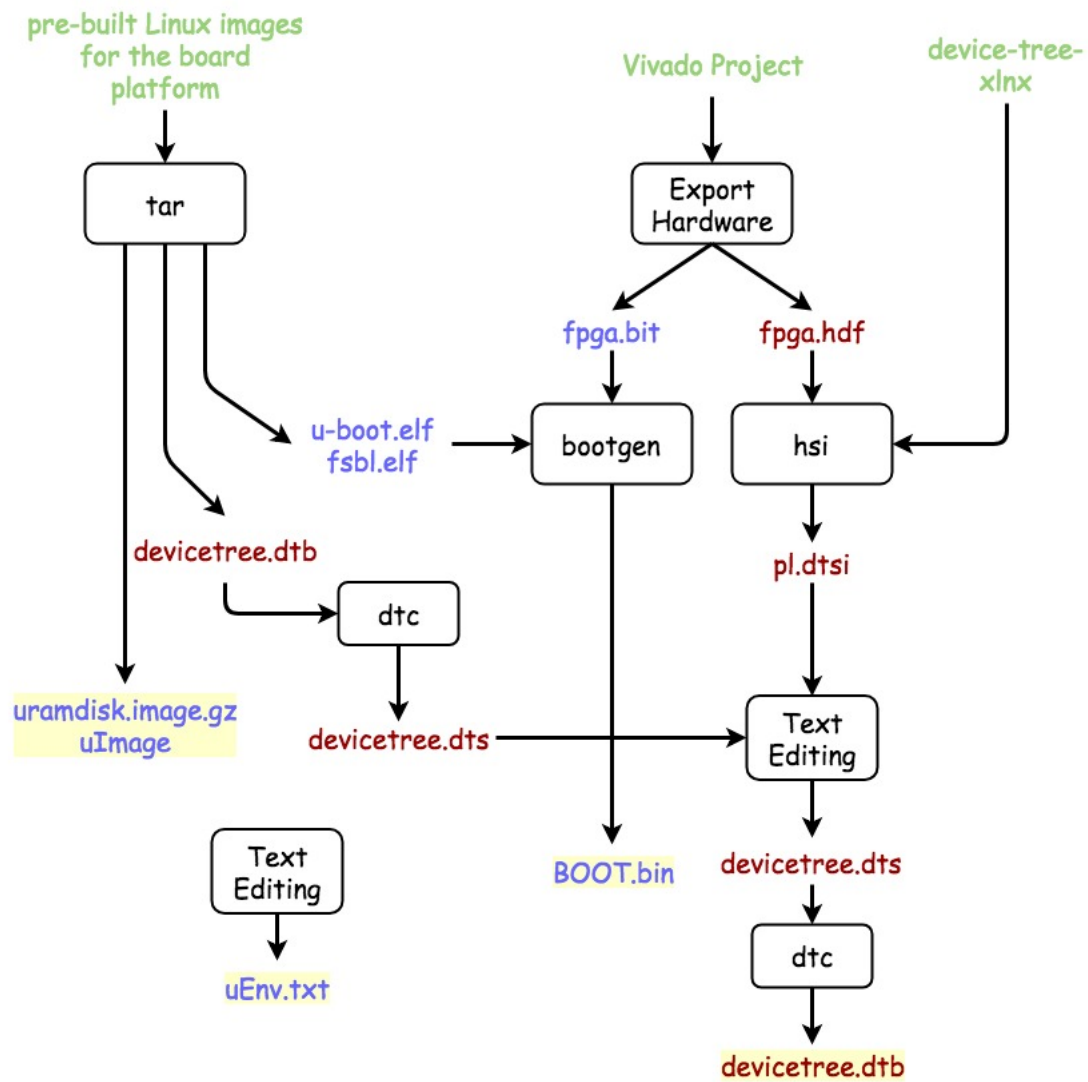 pre-built Linux images
for the board
platform
Vivado Project
device-tree-
xlnx
tar
Export
Hardware
fpga.bit
fpga.hdf
u-boot.elf
fsbl.elf
bootgen
hsi
devicetree.dtb
pl.dtsi
dtc
uramdisk.image.gz
uImage
devicetree.dts
Text
Editing
Text
Editing
BOOT.bin
devicetree.dts
uEnv.txt
dtc
devicetree.dtb